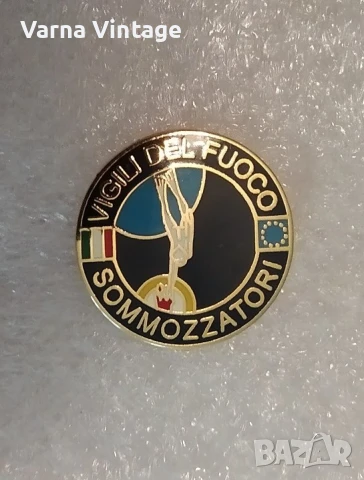 Varna Vintage
VIGILI DEL FUOCO
SOMMOZZATORI
BAZAR